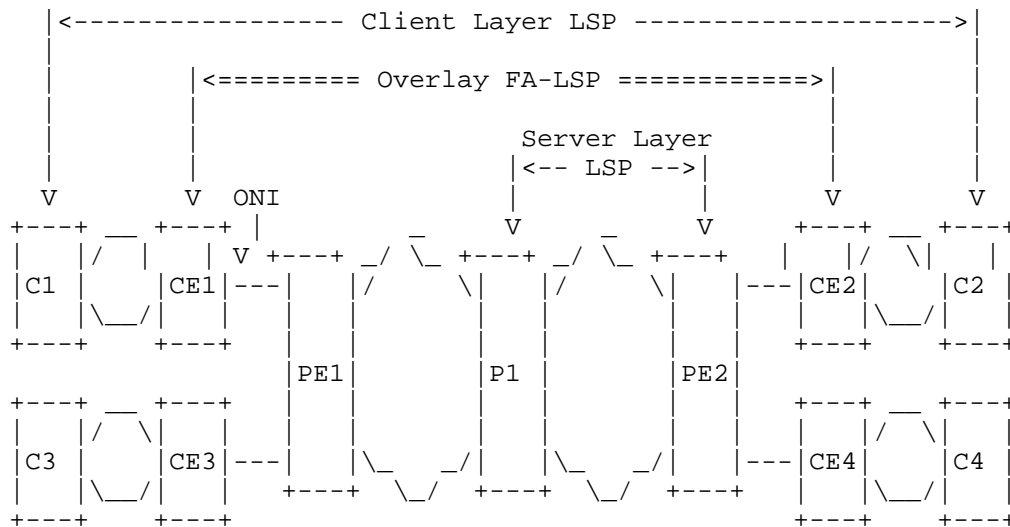 Client Layer LSP
Overlay FA-LSP
Server Layer
LSP
V V ONI V V
V V
V
C1 CE1 CE2 C2
PE1 P1 PE2
C3 CE3 CE4 C4